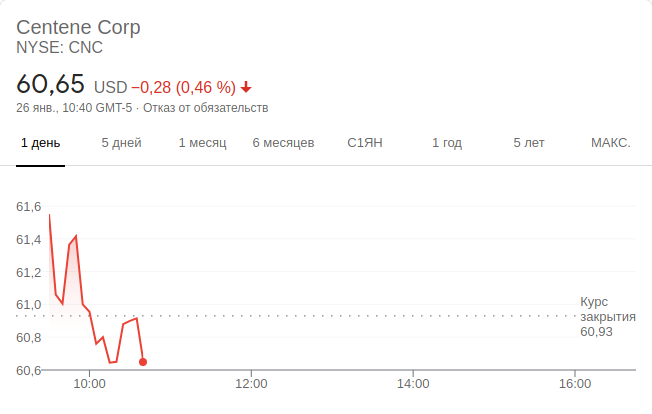 Centene Corp
NYSE: CNC
60,65 USD −0,28 (0,46 %)
26 янв., 10:40 GMT-5 · Отказ от обязательств
1 день 5 дней 1 месяц 6 месяцев С1ЯН 1 год 5 лет МАКС.
61,6
61,4
61,2
61,0
60,8
60,6
Курс
закрытия
60,93
10:00 12:00 14:00 16:00